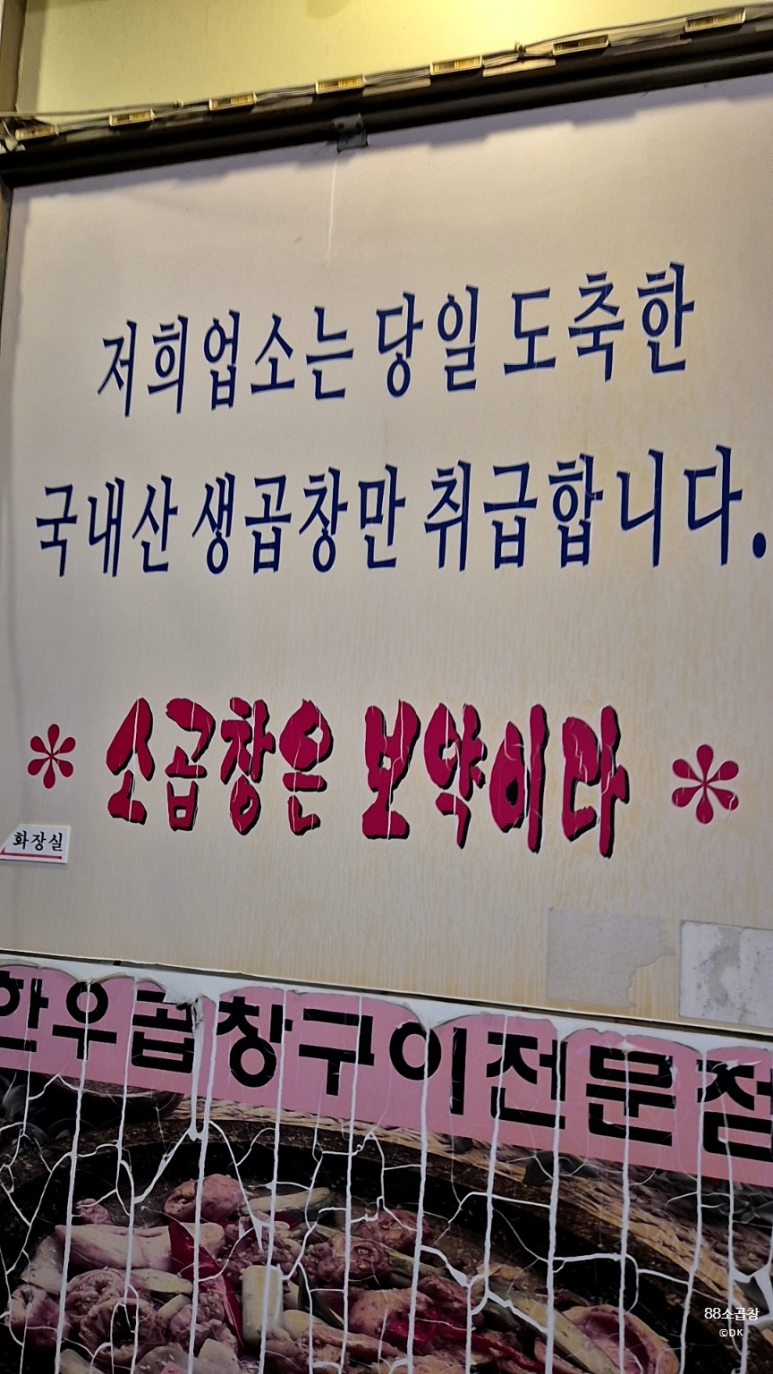 저희업소는 당일 도축한
국내산 생곱창만 취급합니다.
* 소곱창은 보약이라 *
화장실
한우곱창구이전문점
88소곱창
©DK